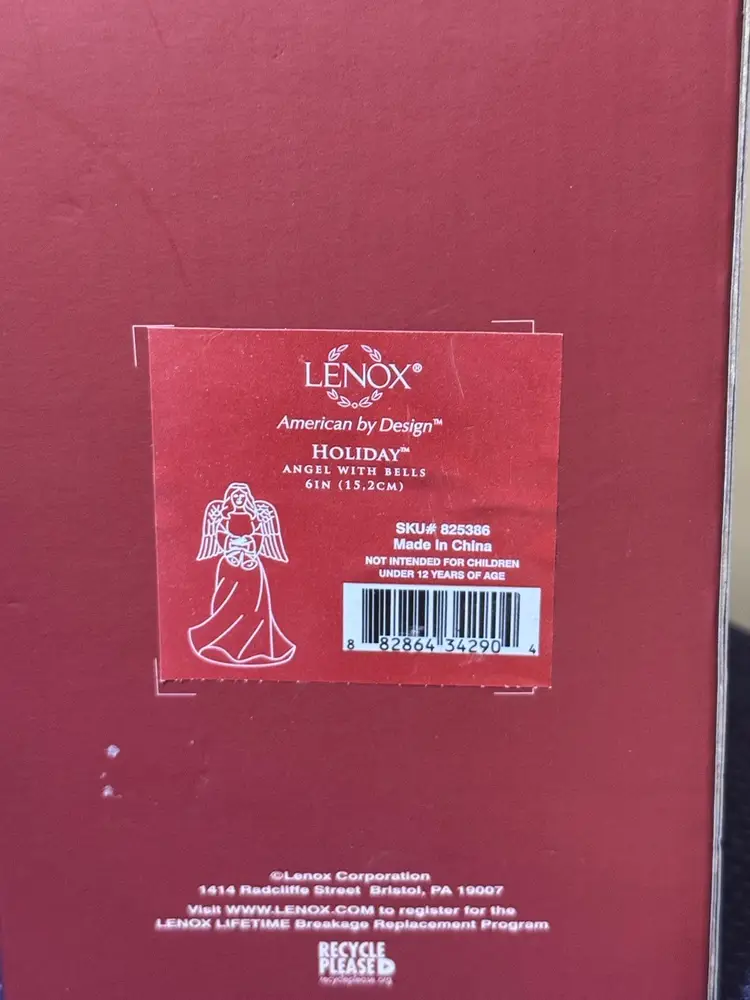 LENOX®
American by Design™
HOLIDAY™
ANGEL WITH BELLS
6IN (15,2CM)
SKU# 825386
Made in China
NOT INTENDED FOR CHILDREN
UNDER 12 YEARS OF AGE
8 82864 34290 4
©Lenox Corporation
1414 Radcliffe Street Bristol, PA 19007
Visit WWW.LENOX.COM to register for the
LENOX LIFETIME Breakage Replacement Program
RECYCLE
PLEASE
recycleplease.org